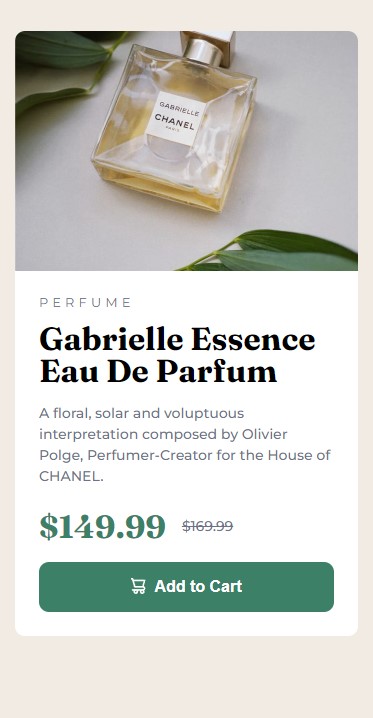 GABRIELLE
CHANEL
PARIS
PERFUME
Gabrielle Essence
Eau De Parfum
A floral, solar and voluptuous
interpretation composed by Olivier
Polge, Perfumer-Creator for the House of
CHANEL.
$149.99 $169.99
Add to Cart